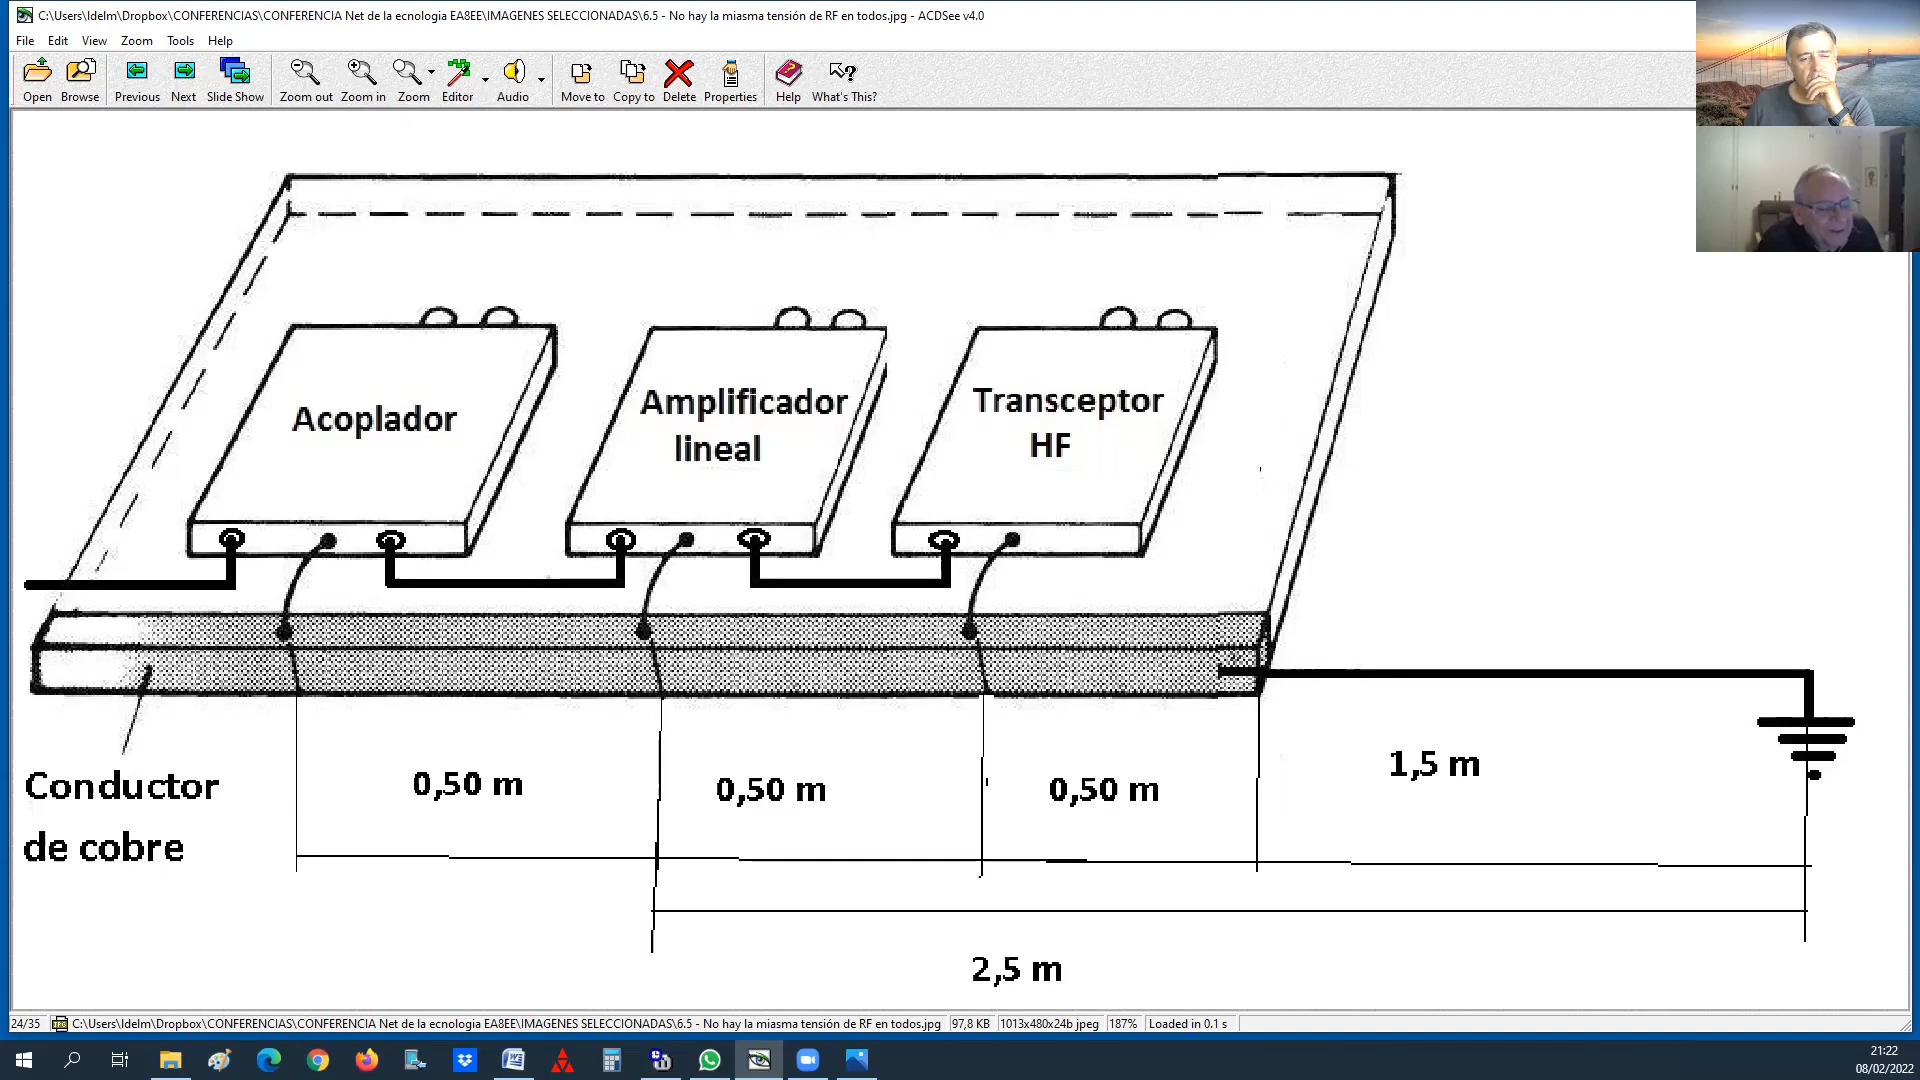 C:\Users\Idelm\Dropbox\CONFERENCIAS\CONFERENCIA Net de la ecnologia EA8EE\IMAGENES SELECCIONADAS\6.5 - No hay la miasma tensión de RF en todos.jpg - ACDSee v4.0
File Edit View Zoom Tools Help
Open Browse Previous Next Slide Show Zoom out Zoom in Zoom Editor Audio Move to Copy to Delete Properties Help What's This?
Acoplador
Amplificador
lineal
Transceptor
HF
Conductor
de cobre
0,50 m
0,50 m
0,50 m
1,5 m
2,5 m
24/35 C:\Users\Idelm\Dropbox\CONFERENCIAS\CONFERENCIA Net de la ecnologia EA8EE\IMAGENES SELECCIONADAS\6.5 - No hay la miasma tensión de RF en todos.jpg 97,8 KB 1013x480x24b jpeg 187% Loaded in 0.1 s
21:22
08/02/2022